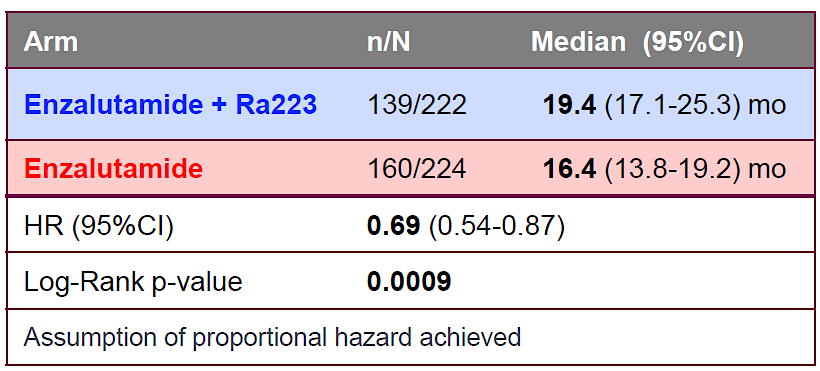 Arm n/N Median (95%CI)
Enzalutamide + Ra223 139/222 19.4 (17.1-25.3) mo
Enzalutamide 160/224 16.4 (13.8-19.2) mo
HR (95%CI) 0.69 (0.54-0.87)
Log-Rank p-value 0.0009
Assumption of proportional hazard achieved